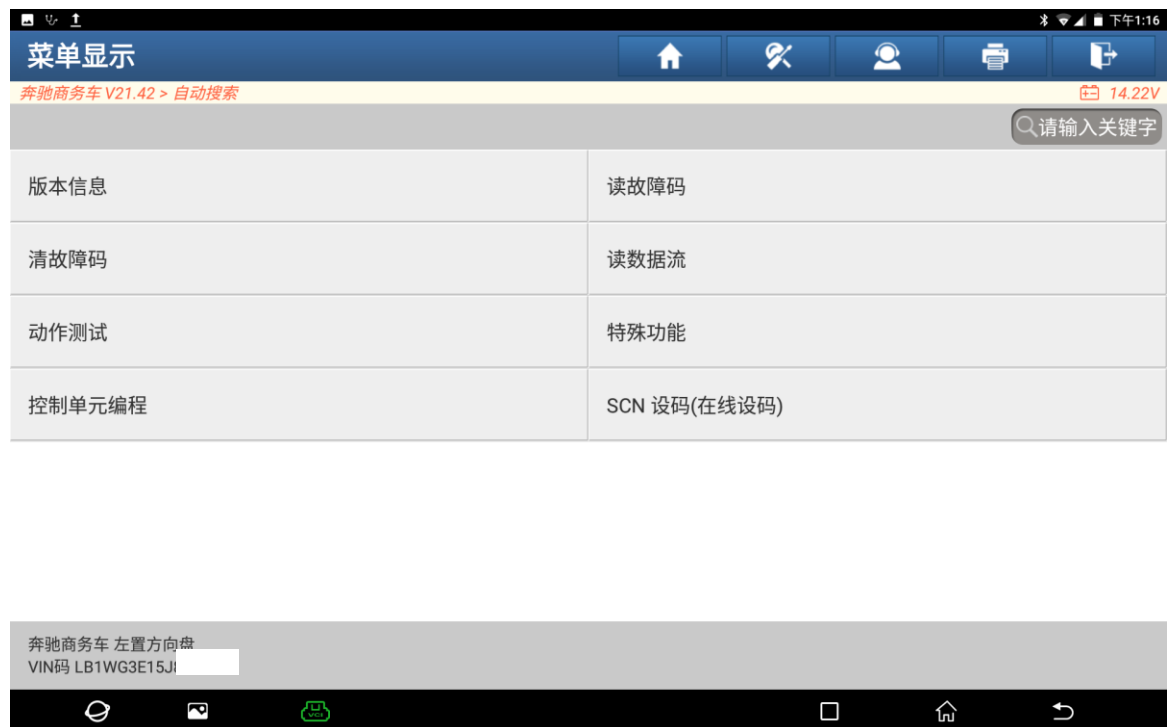 下午1:16
菜单显示
奔驰商务车 V21.42 > 自动搜索
14.22V
请输入关键字
版本信息
读故障码
清故障码
读数据流
动作测试
特殊功能
控制单元编程
SCN 设码(在线设码)
奔驰商务车 左置方向盘
VIN码 LB1WG3E15J
VCI